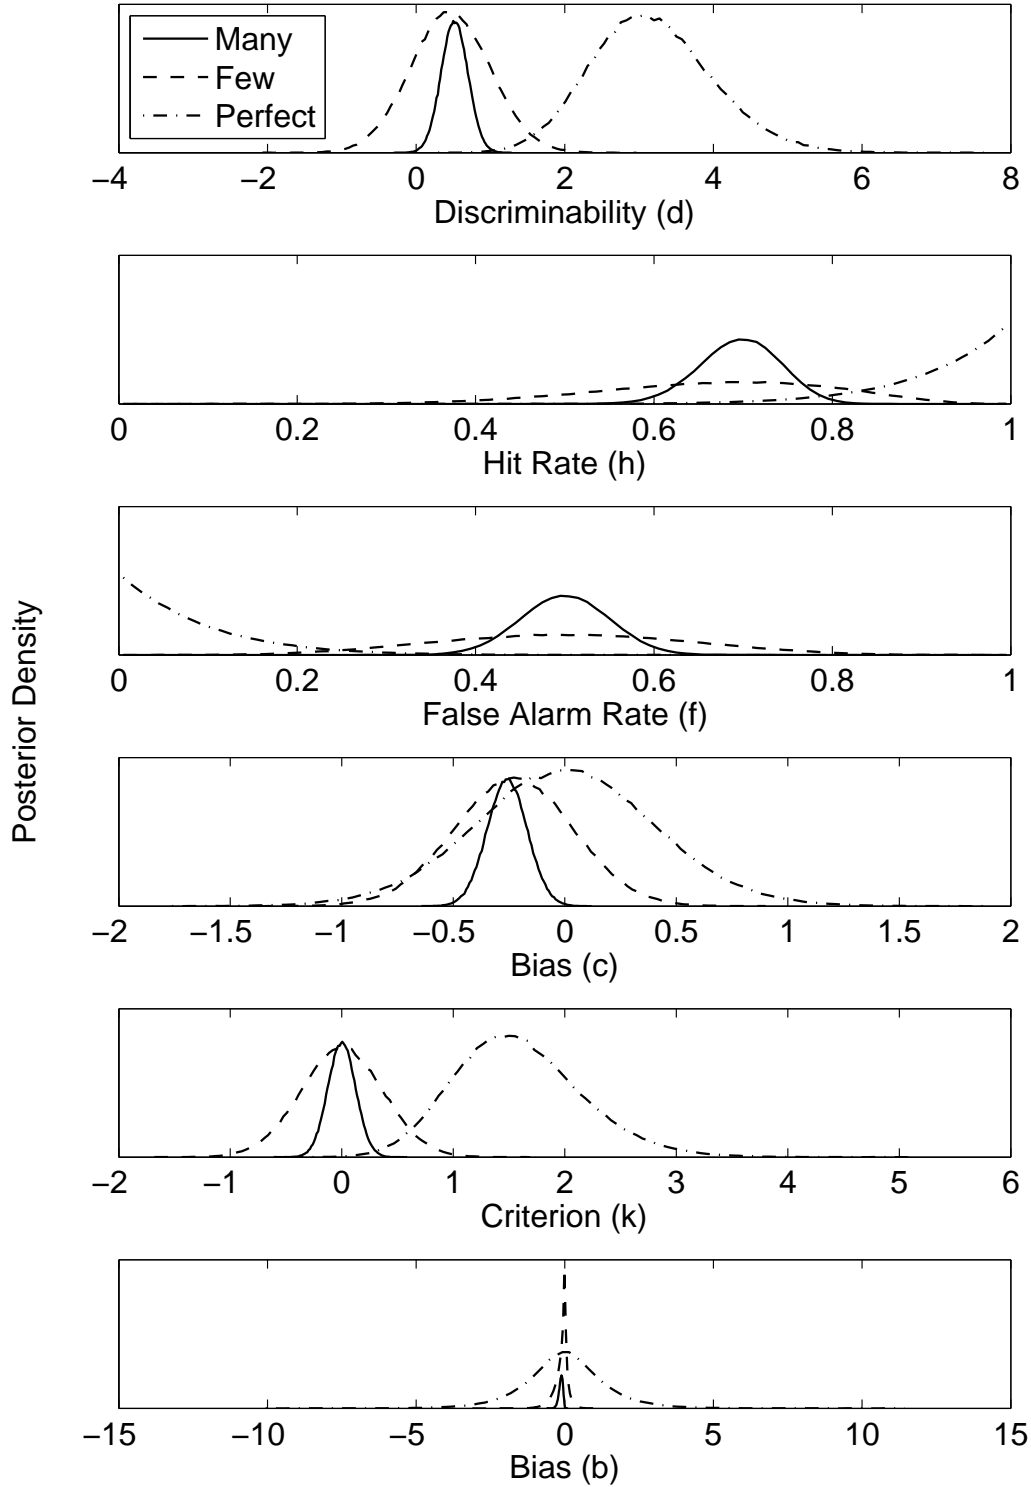 Many
Few
Perfect
−4 −2 0 2 4 6 8
Discriminability (d)
0 0.2 0.4 0.6 0.8 1
Hit Rate (h)
0 0.2 0.4 0.6 0.8 1
False Alarm Rate (f)
Posterior Density
−2 −1.5 −1 −0.5 0 0.5 1 1.5 2
Bias (c)
−2 −1 0 1 2 3 4 5 6
Criterion (k)
−15 −10 −5 0 5 10 15
Bias (b)